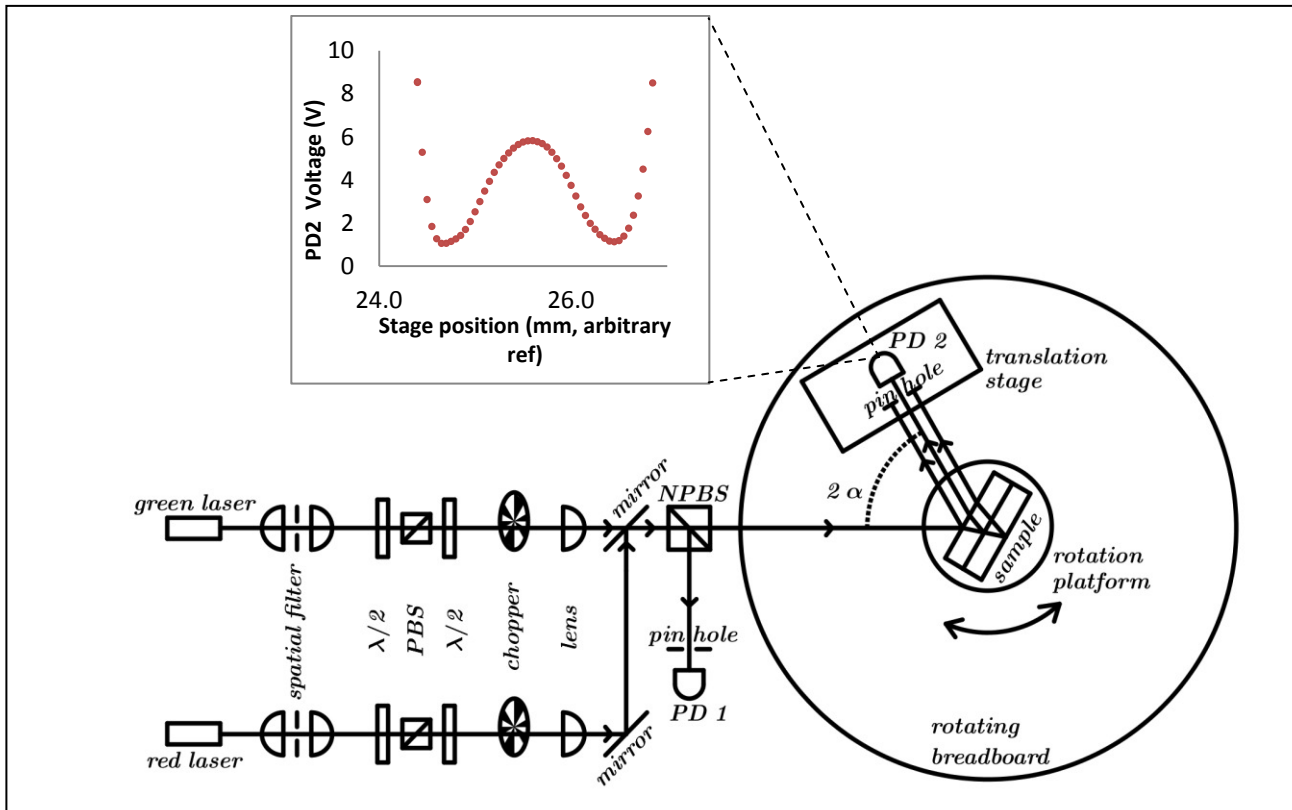 10
8
6
4
2
0
PD2 Voltage (V)
24.0 26.0
Stage position (mm, arbitrary
ref)
PD 2
pin hole
translation
stage
green laser
mirror
NPBS
2 α
sample
rotation
platform
spatial filter
λ/2
PBS
λ/2
chopper
lens
pin hole
PD 1
red laser
mirror
rotating
breadboard